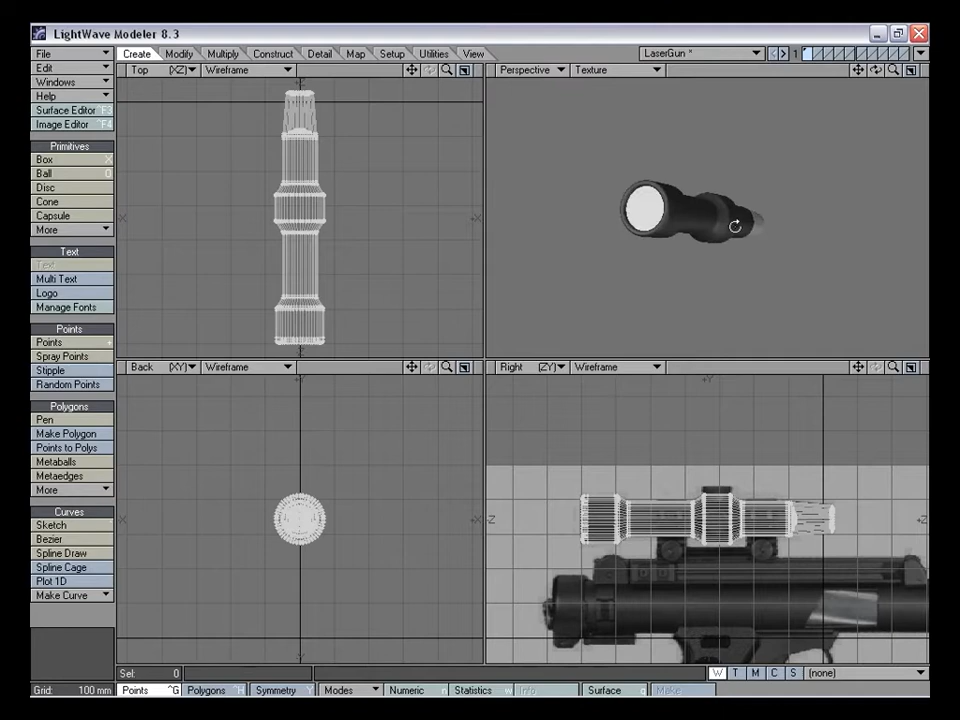 LightWave Modeler 8.3
File Create Modify Multiply Construct Detail Map Setup Utilities View LaserGun * 1
Edit Top (XZ) Wireframe Perspective Texture
Windows
Help
Surface Editor F3
Image Editor ^F4
Primitives
Box X
Ball O
Disc
Cone
Capsule
More
Text
Text
Multi Text
Logo
Manage Fonts
Points
Points +
Spray Points
Stipple
Back (XY) Wireframe Right (ZY) Wireframe
Random Points
Polygons
Pen
Make Polygon
Points to Polys
Metaballs
Metaedges
More
Curves
Sketch
Bezier
Spline Draw
Spline Cage
Plot 1D
Make Curve
Sel: 0 W T M C S (none)
Grid: 100 mm Points ^G Polygons ^H Symmetry Y Modes Numeric n Statistics w Info Surface q Make